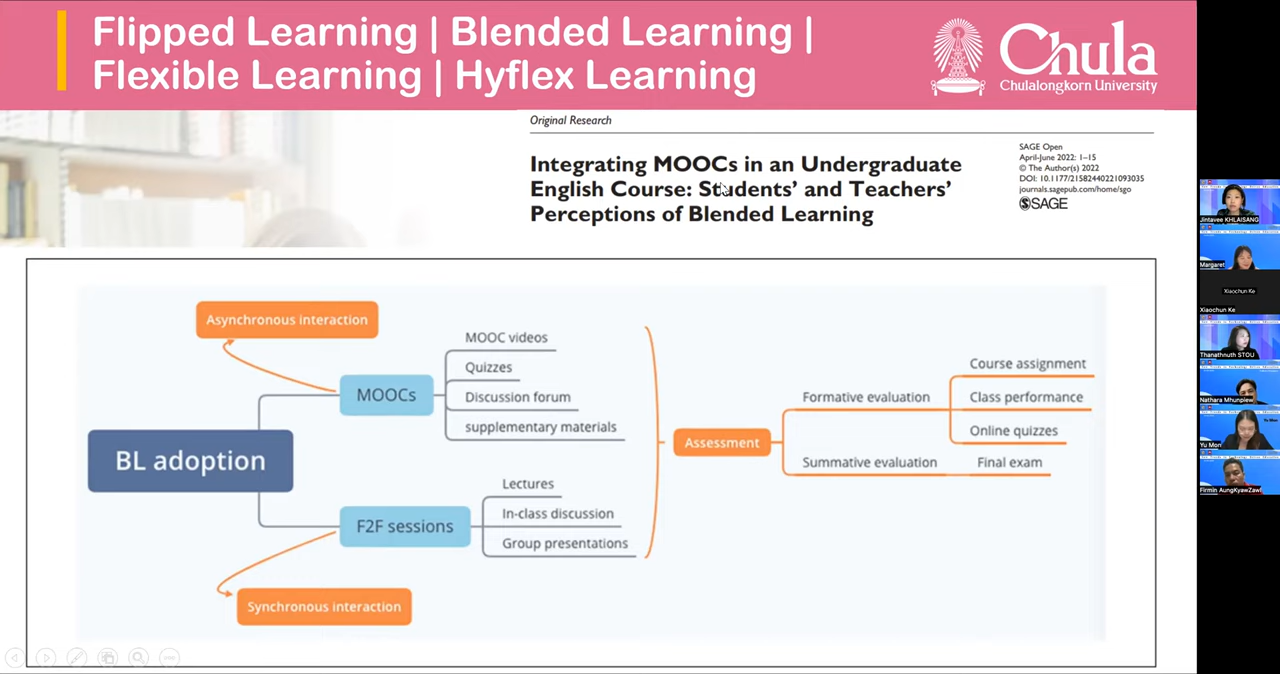 Flipped Learning | Blended Learning |
Flexible Learning | Hyflex Learning
Chula
Chulalongkorn University
Original Research
Integrating MOOCs in an Undergraduate
English Course: Students’ and Teachers’
Perceptions of Blended Learning
SAGE Open
April-June 2022: 1–15
© The Author(s) 2022
DOI: 10.1177/21582440221093035
journals.sagepub.com/home/sgo
SAGE
Asynchronous interaction
MOOC videos
Quizzes
MOOCs
Discussion forum
supplementary materials
BL adoption
Lectures
F2F sessions
In-class discussion
Group presentations
Synchronous interaction
Assessment
Formative evaluation
Course assignment
Class performance
Online quizzes
Summative evaluation
Final exam
Jintavee KHLAISANG
Margaret
Xiaochun Ke
Xiaochun Ke
Thanathnuth STOU
Nathara Mhunpiew
Yu Mon
Firmin AungKyawZawF